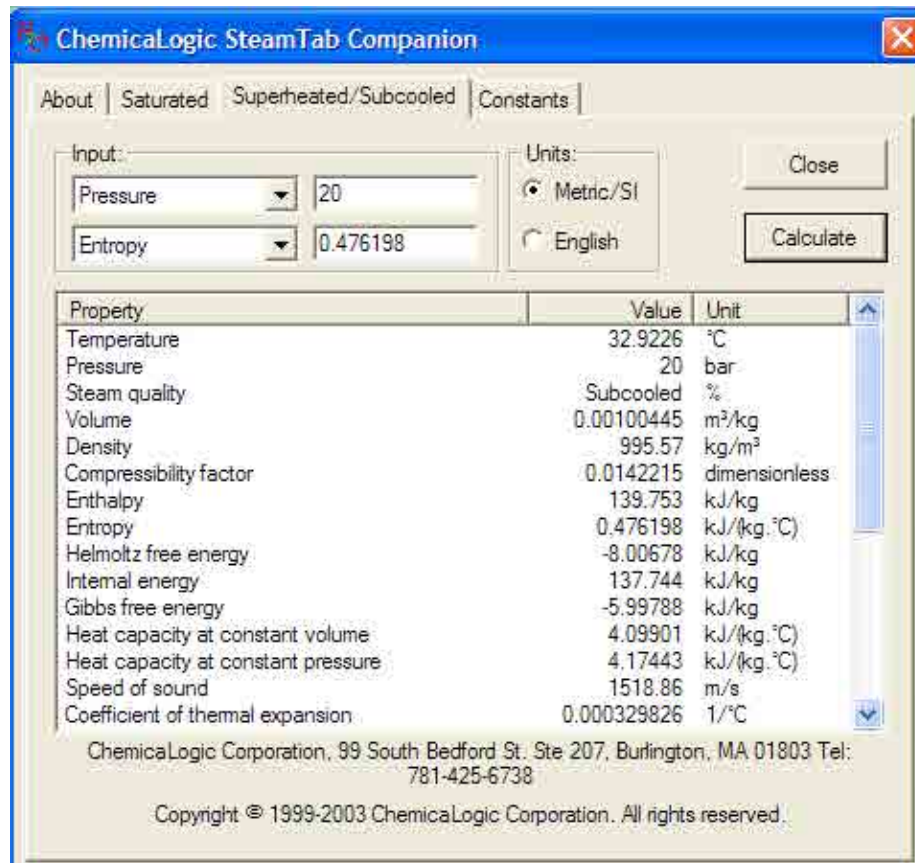 ChemicaLogic SteamTab Companion
About Saturated Superheated/Subcooled Constants
Input: Units:
Pressure 20 Metric/SI Close
Entropy 0.476198 English Calculate
Property Value Unit
Temperature 32.9226 °C
Pressure 20 bar
Steam quality Subcooled %
Volume 0.00100445 m³/kg
Density 995.57 kg/m³
Compressibility factor 0.0142215 dimensionless
Enthalpy 139.753 kJ/kg
Entropy 0.476198 kJ/(kg.°C)
Helmoltz free energy -8.00678 kJ/kg
Internal energy 137.744 kJ/kg
Gibbs free energy -5.99788 kJ/kg
Heat capacity at constant volume 4.09901 kJ/(kg.°C)
Heat capacity at constant pressure 4.17443 kJ/(kg.°C)
Speed of sound 1518.86 m/s
Coefficient of thermal expansion 0.000329826 1/°C
ChemicaLogic Corporation, 99 South Bedford St. Ste 207, Burlington, MA 01803 Tel:
781-425-6738
Copyright © 1999-2003 ChemicaLogic Corporation. All rights reserved.